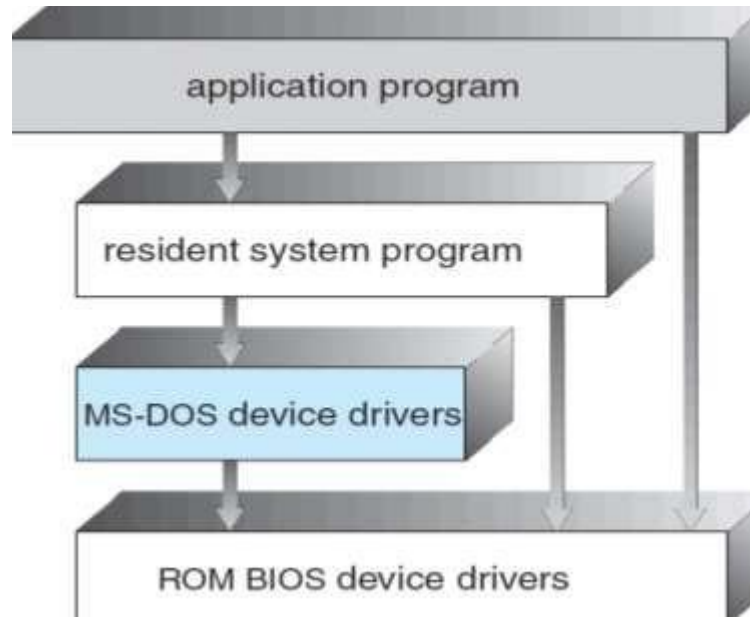 application program
resident system program
MS-DOS device drivers
ROM BIOS device drivers